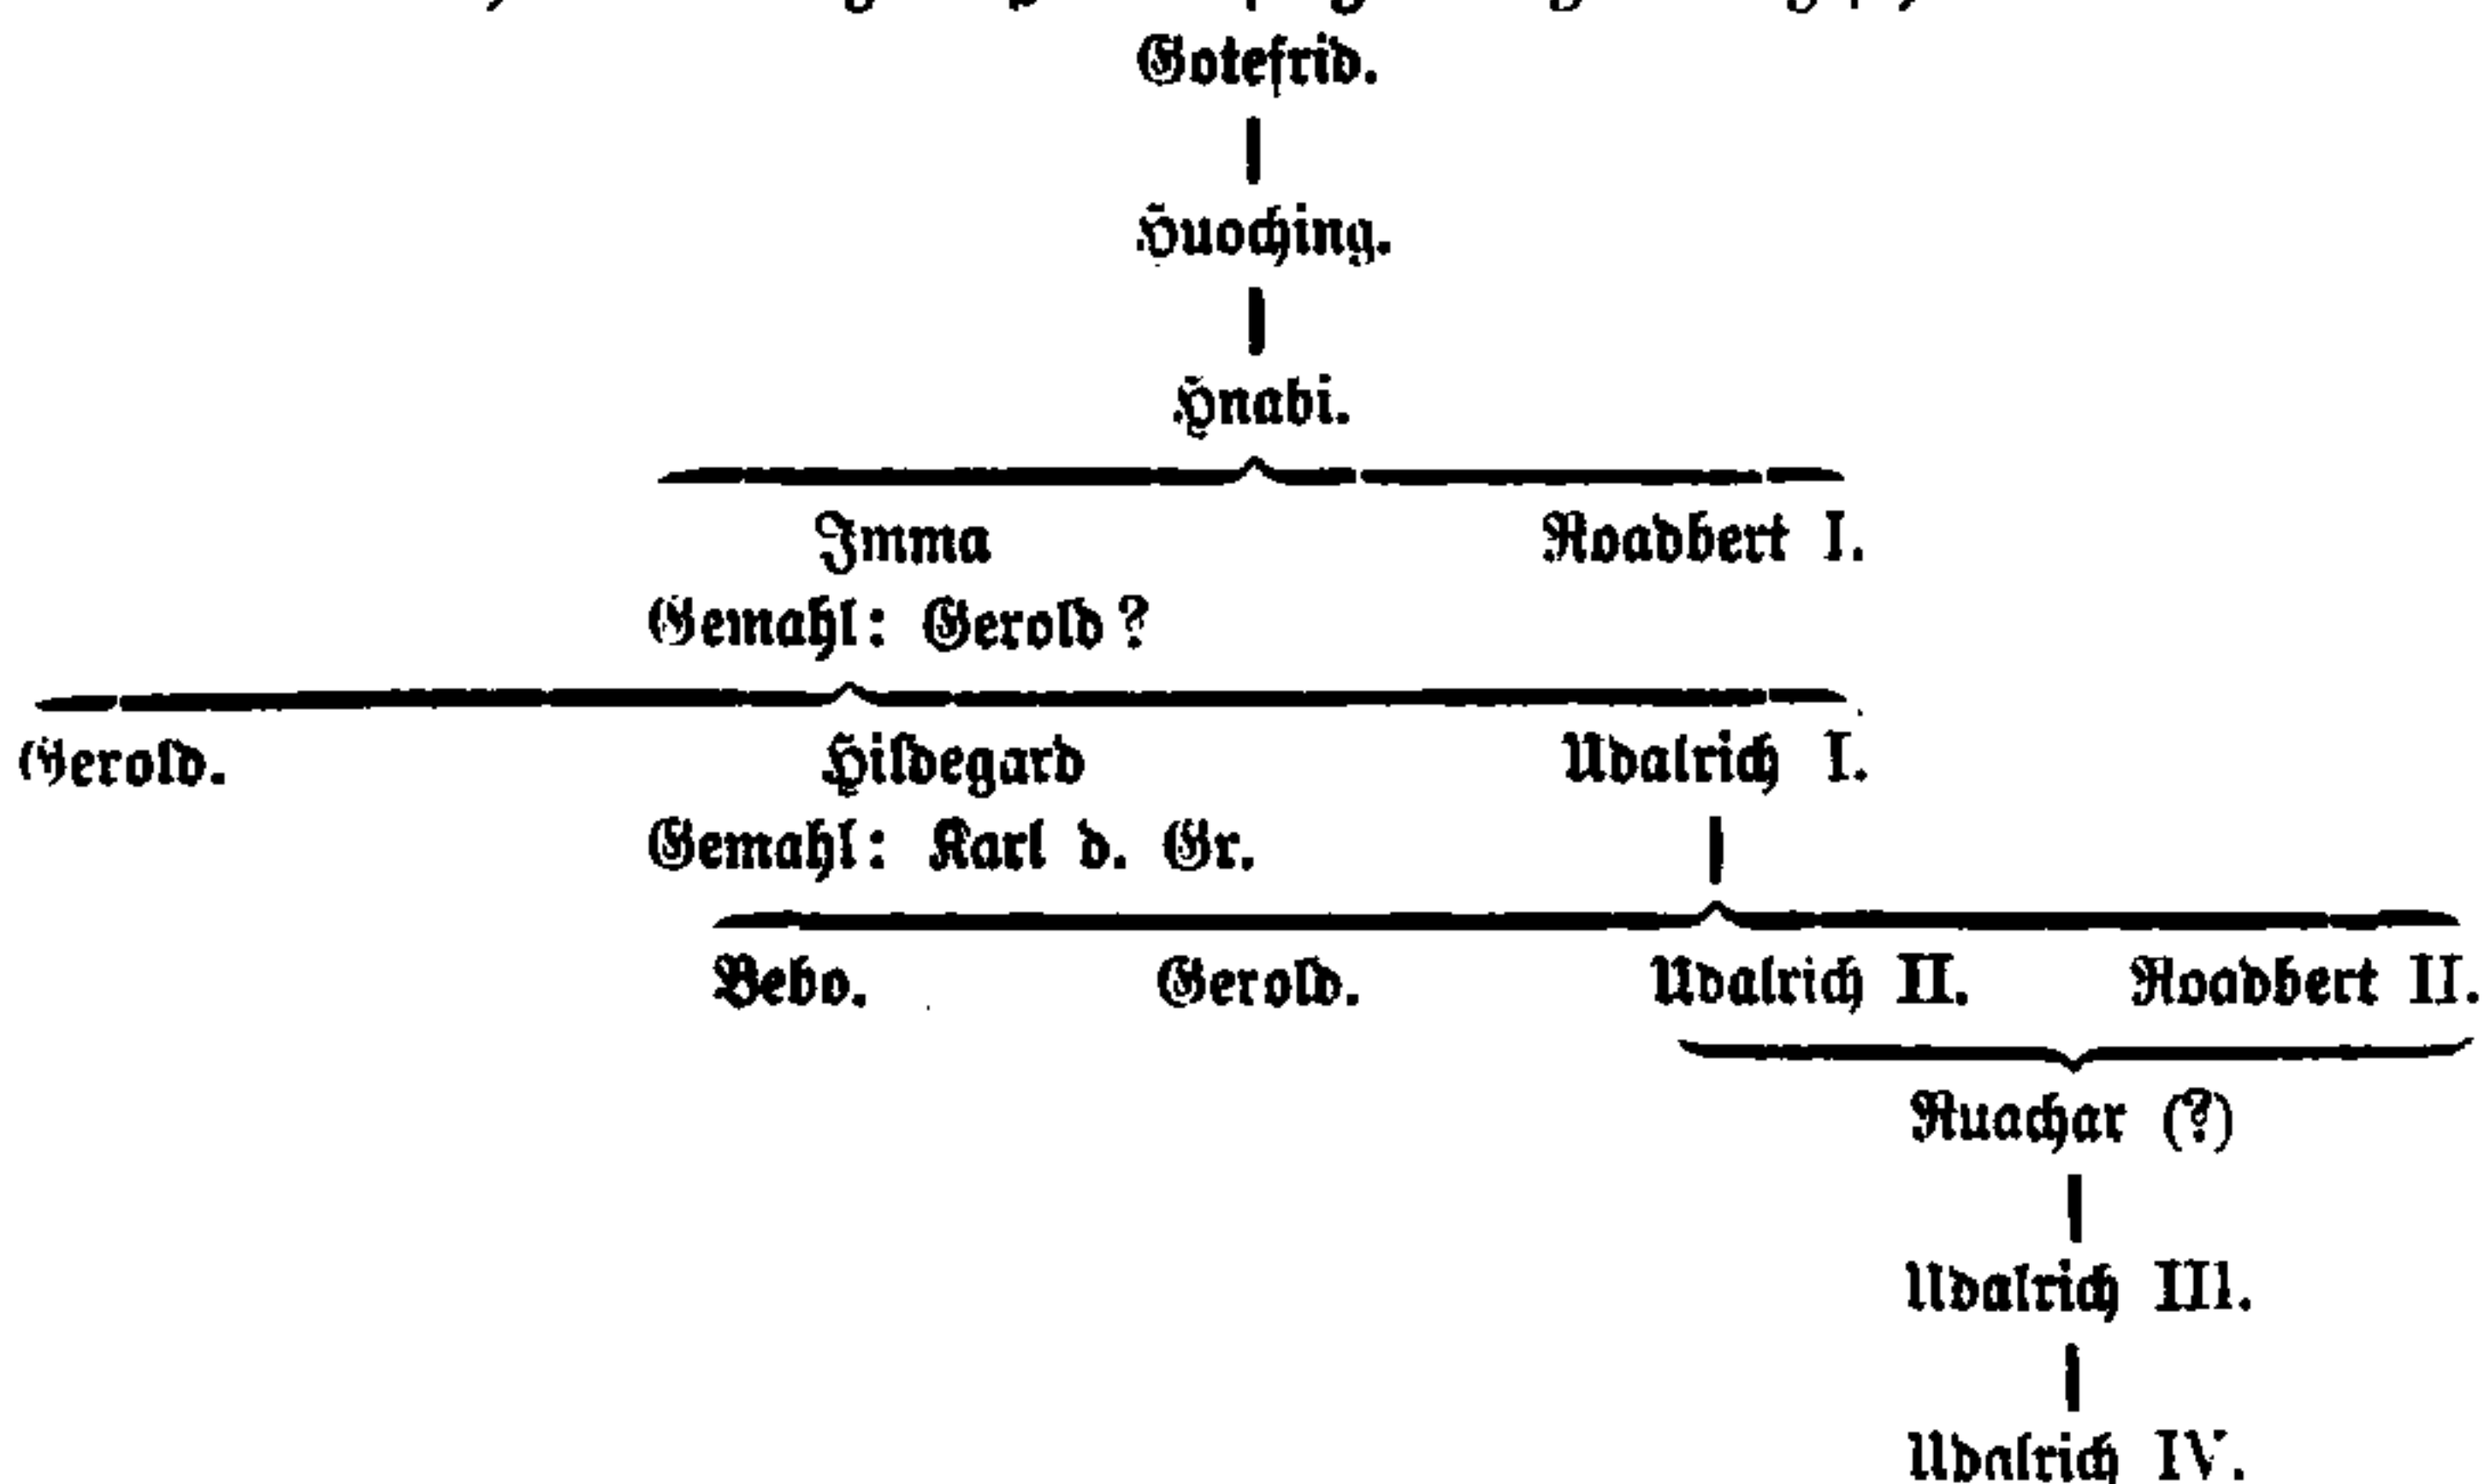 Gotefrid.
Huoching.
Hnabi.
Imma Roadbert I.
Gemahl: Gerold?
Gerold. Hildegard Udalrich I.
Gemahl: Karl d. Gr.
Bebo. Gerold. Udalrich II. Roadbert II.
Ruachar (?)
Udalrich III.
Udalrich IV.